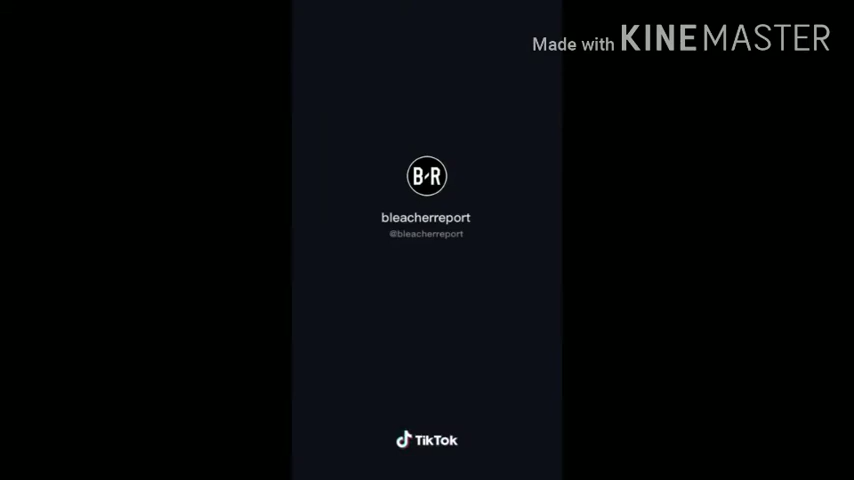 Made with KINEMASTER
B/R
bleacherreport
@bleacherreport
TikTok